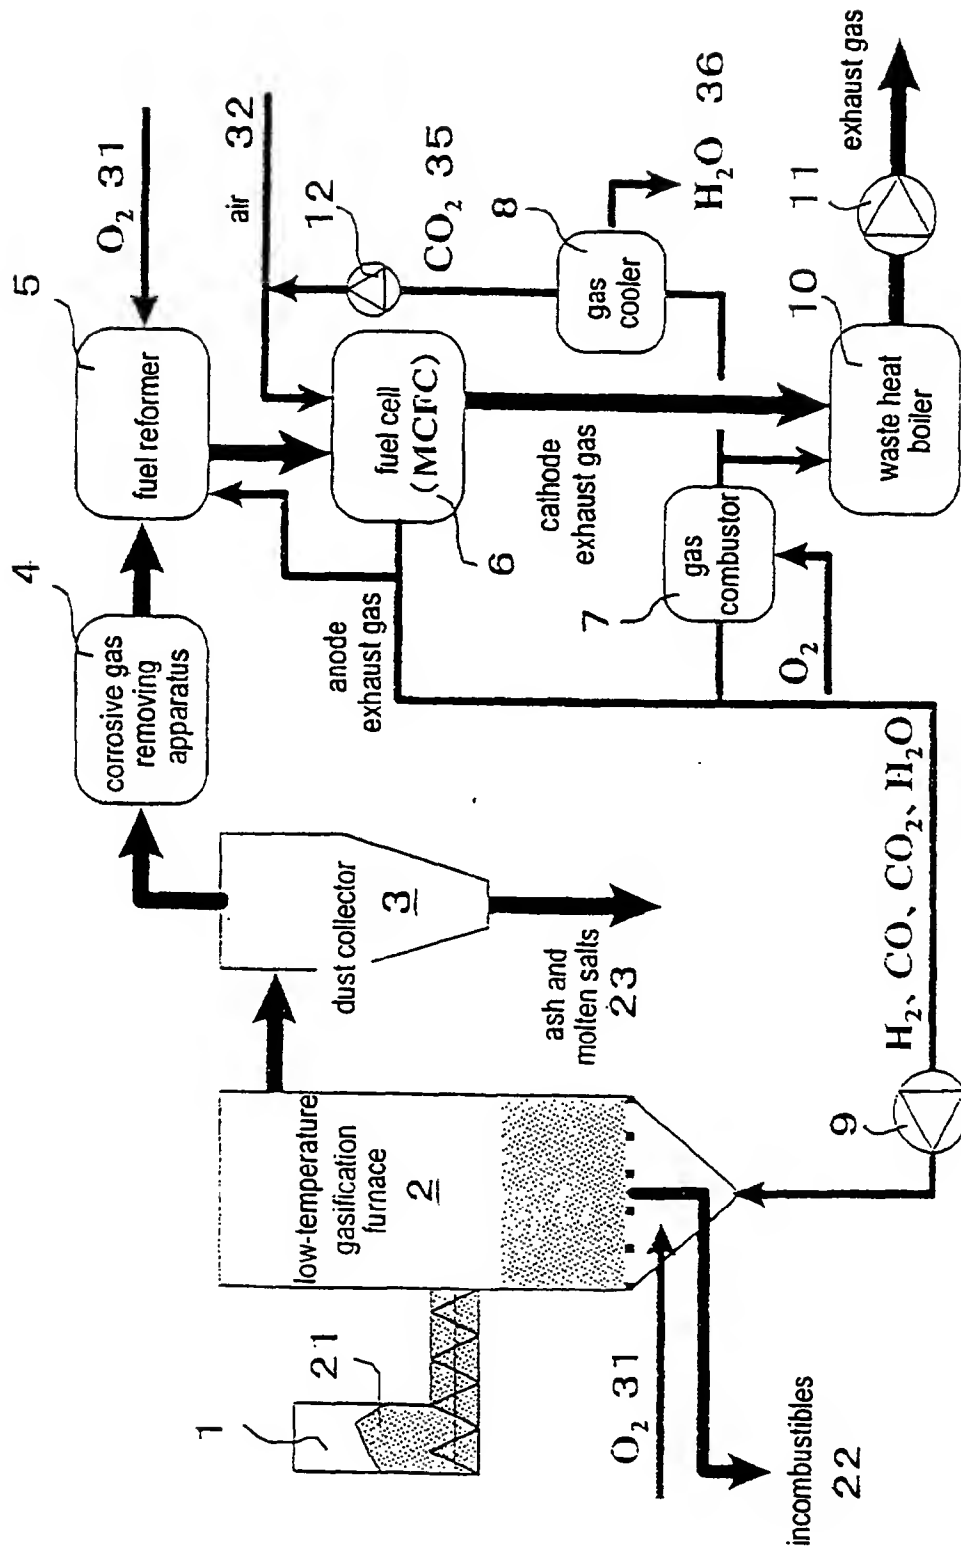 1
21
low-temperature
gasification
furnace
2
O₂ 31
incombustibles
22
dust collector
3
ash and
molten salts
23
4
corrosive gas
removing
apparatus
5
fuel reformer
O₂ 31
air 32
12
CO₂ 35
fuel cell
(MCFC)
6
anode
exhaust gas
cathode
exhaust gas
8
gas
cooler
H₂O 36
7
gas
combustor
O₂
10
waste heat
boiler
11
exhaust gas
9
H₂、CO、CO₂、H₂O